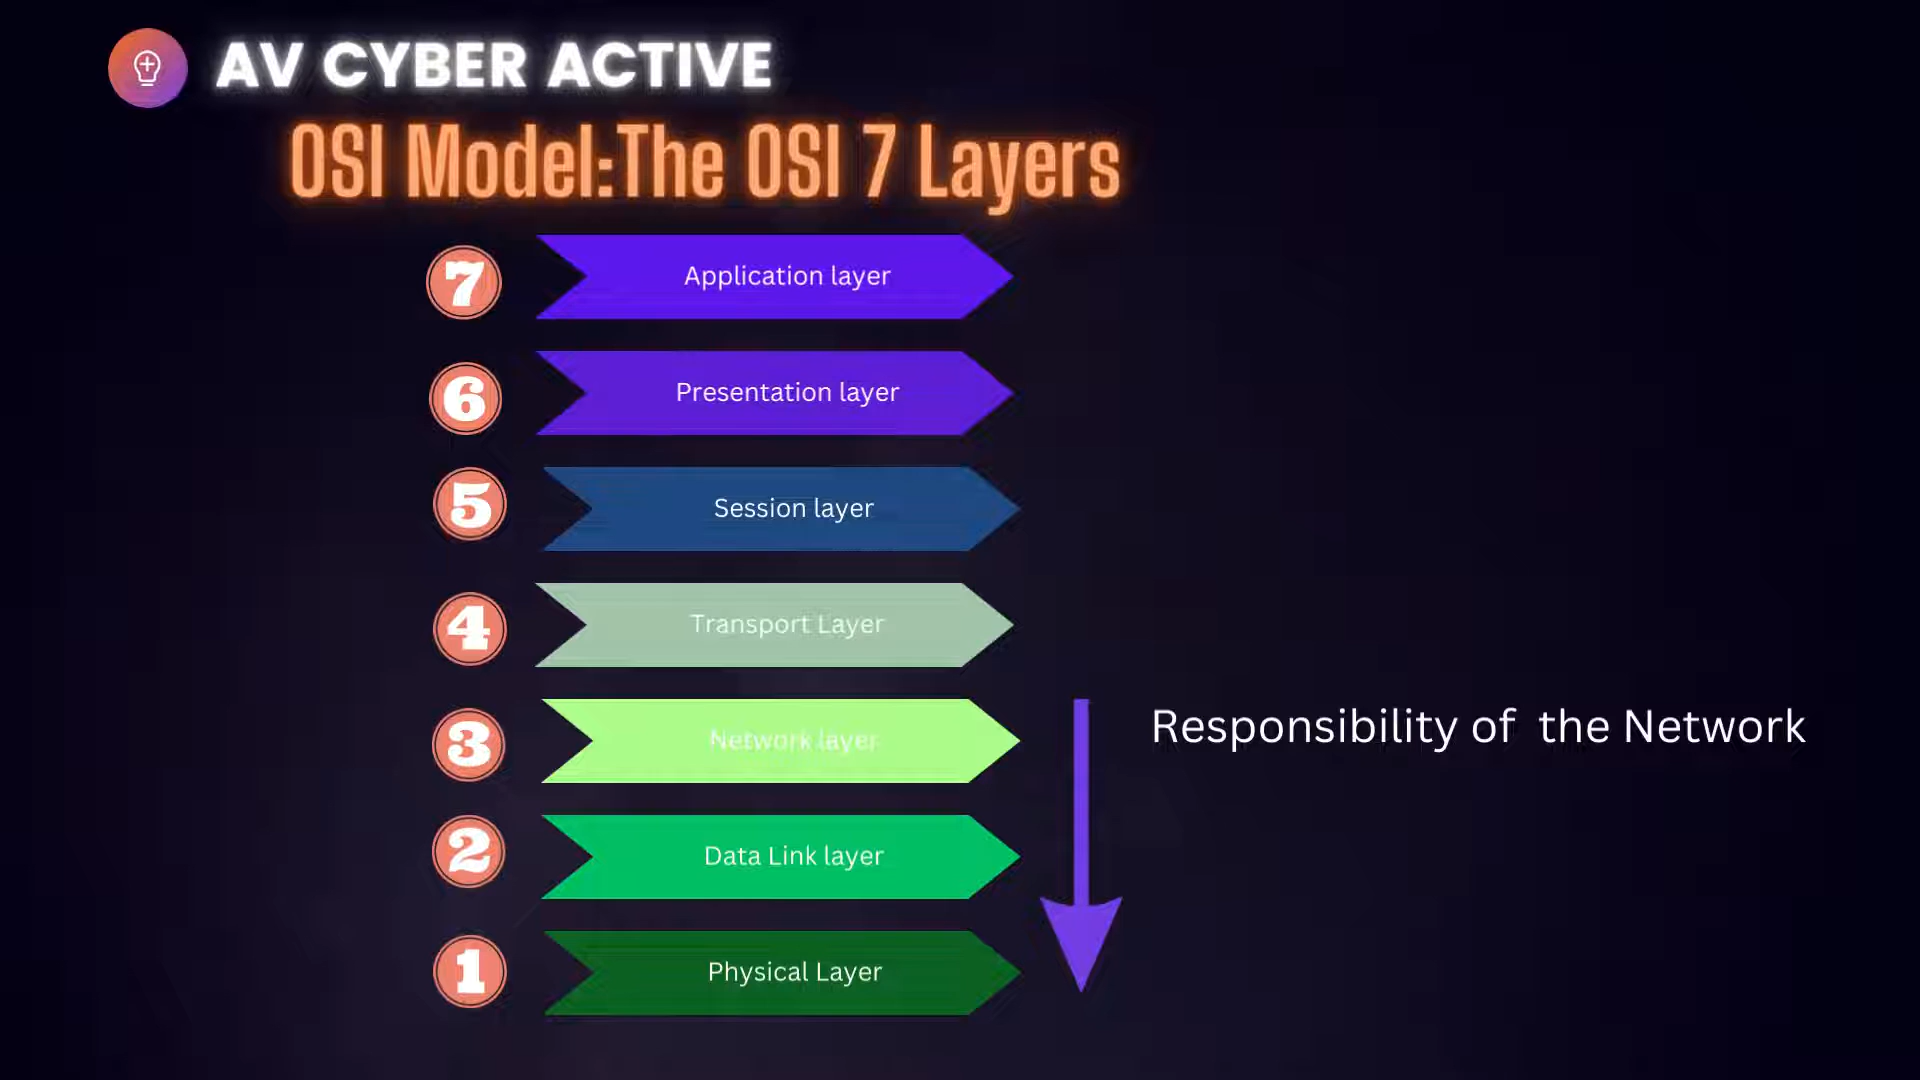 AV CYBER ACTIVE
OSI Model:The OSI 7 Layers
7 Application layer
6 Presentation layer
5 Session layer
4 Transport Layer
3 Network layer
Responsibility of the Network
2 Data Link layer
1 Physical Layer